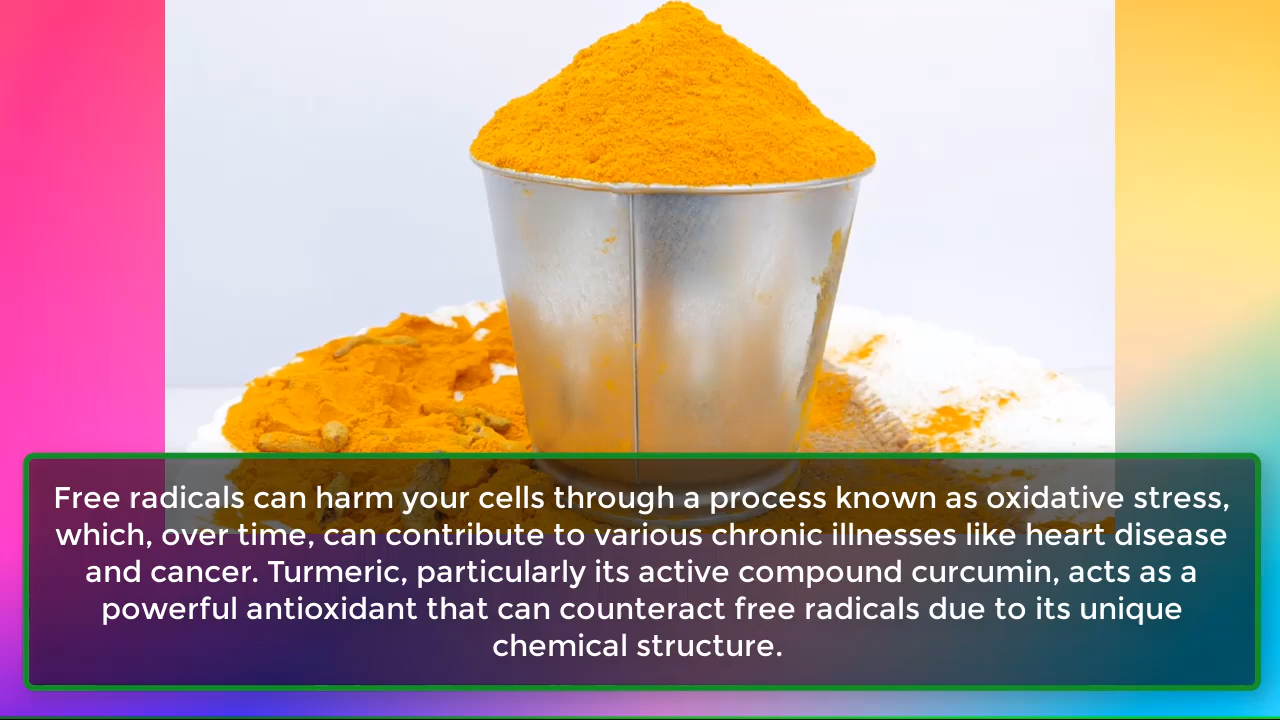 Free radicals can harm your cells through a process known as oxidative stress,
which, over time, can contribute to various chronic illnesses like heart disease
and cancer. Turmeric, particularly its active compound curcumin, acts as a
powerful antioxidant that can counteract free radicals due to its unique
chemical structure.